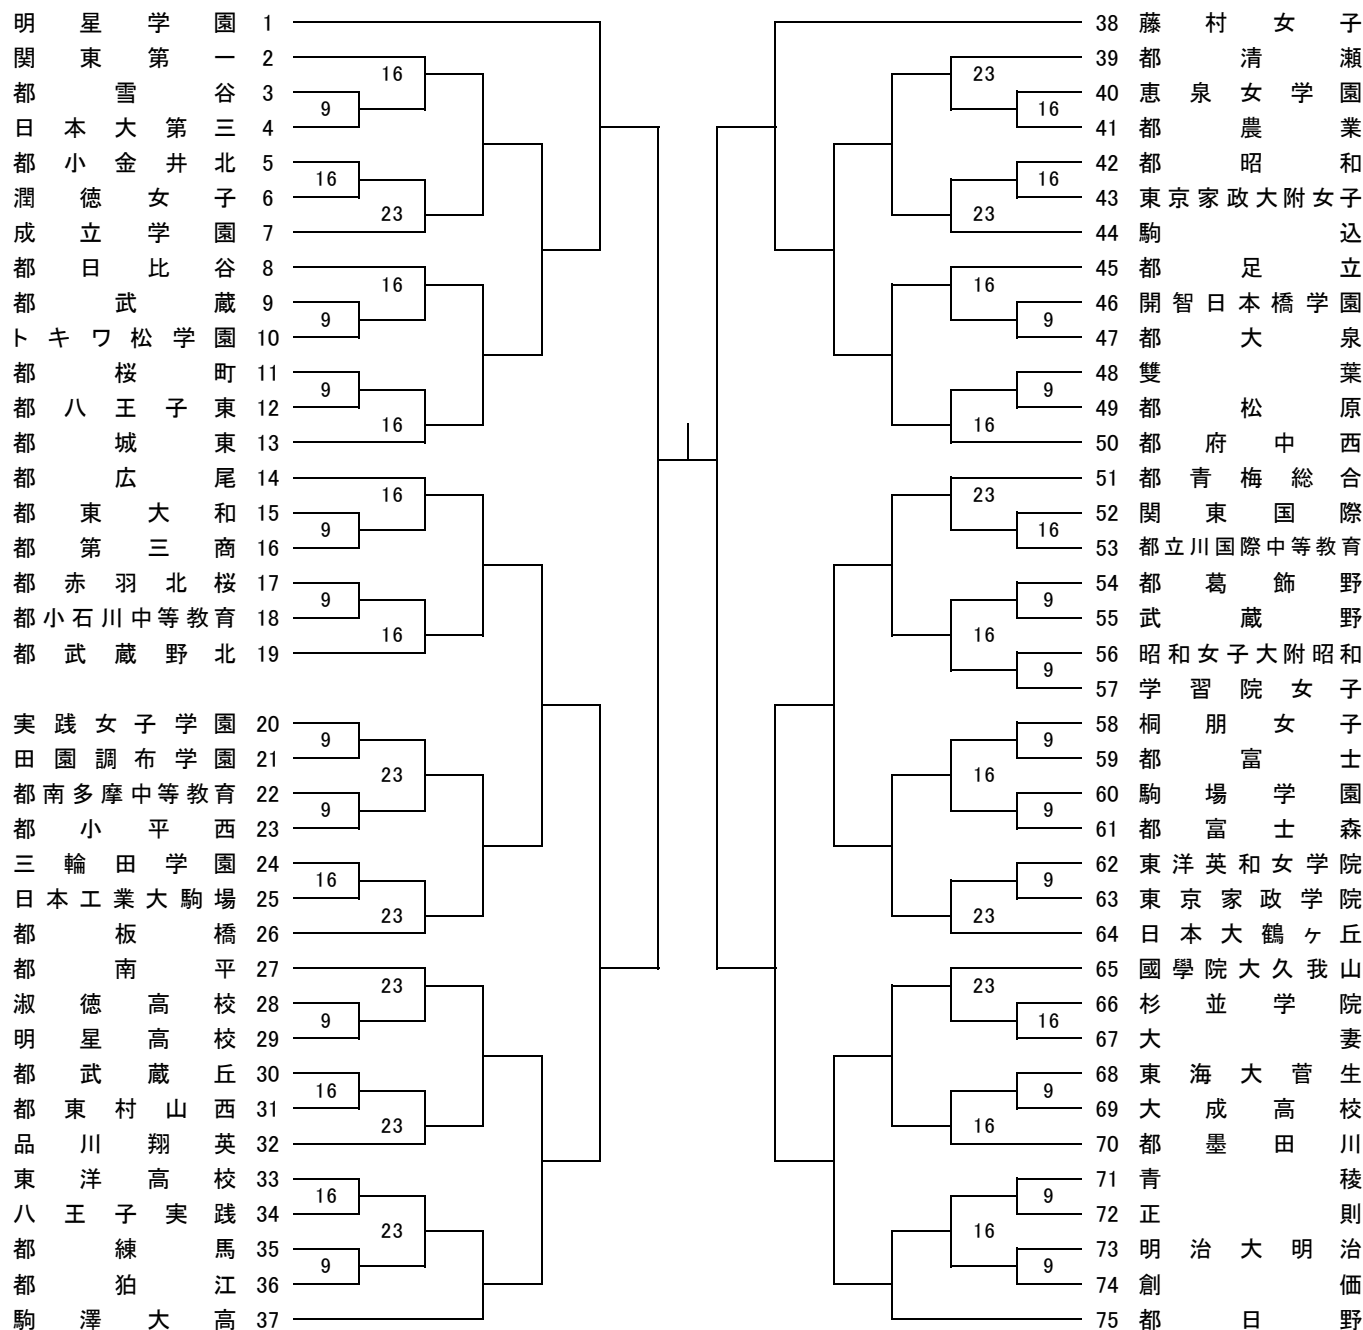 明星学園 1
関東第一 2
16
都雪谷 3
9
日本大第三 4
都小金井北 5
16
潤徳女子 6
23
成立学園 7
都日比谷 8
16
都武蔵 9
9
トキワ松学園 10
都桜町 11
9
都八王子東 12
16
都城東 13
都広尾 14
16
都東大和 15
9
都第三商 16
都赤羽北桜 17
9
都小石川中等教育 18
16
都武蔵野北 19
実践女子学園 20
9
田園調布学園 21
23
都南多摩中等教育 22
9
都小平西 23
三輪田学園 24
16
日本工業大駒場 25
23
都板橋 26
都南平 27
23
淑徳高校 28
9
明星高校 29
都武蔵丘 30
16
都東村山西 31
23
品川翔英 32
東洋高校 33
16
八王子実践 34
23
都練馬 35
9
都狛江 36
駒澤大高 37
38 藤村女子
39 都清瀬
23
40 恵泉女学園
16
41 都農業
42 都昭和
16
43 東京家政大附女子
23
44 駒込
45 都足立
16
46 開智日本橋学園
9
47 都大泉
48 雙葉
9
49 都松原
16
50 都府中西
51 都青梅総合
23
52 関東国際
16
53 都立川国際中等教育
54 都葛飾野
9
55 武蔵野
16
56 昭和女子大附昭和
9
57 学習院女子
58 桐朋女子
9
59 都富士
16
60 駒場学園
9
61 都富士森
62 東洋英和女学院
9
63 東京家政学院
23
64 日本大鶴ヶ丘
65 國學院大久我山
23
66 杉並学院
16
67 大妻
68 東海大菅生
9
69 大成高校
16
70 都墨田川
71 青稜
9
72 正則
16
73 明治大明治
9
74 創価
75 都日野